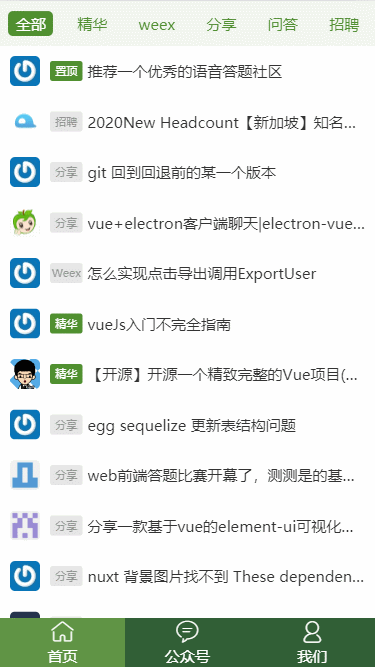 全部 精华 weex 分享 问答 招聘
置顶 推荐一个优秀的语音答题社区
招聘 2020New Headcount【新加坡】知名...
分享 git 回到回退前的某一个版本
分享 vue+electron客户端聊天|electron-vue...
Weex 怎么实现点击导出调用ExportUser
精华 vueJs入门不完全指南
精华 【开源】开源一个精致完整的Vue项目(...
分享 egg sequelize 更新表结构问题
分享 web前端答题比赛开幕了，测测是的基...
分享 分享一款基于vue的element-ui可视化...
分享 nuxt 背景图片找不到 These dependen...
首页 公众号 我们